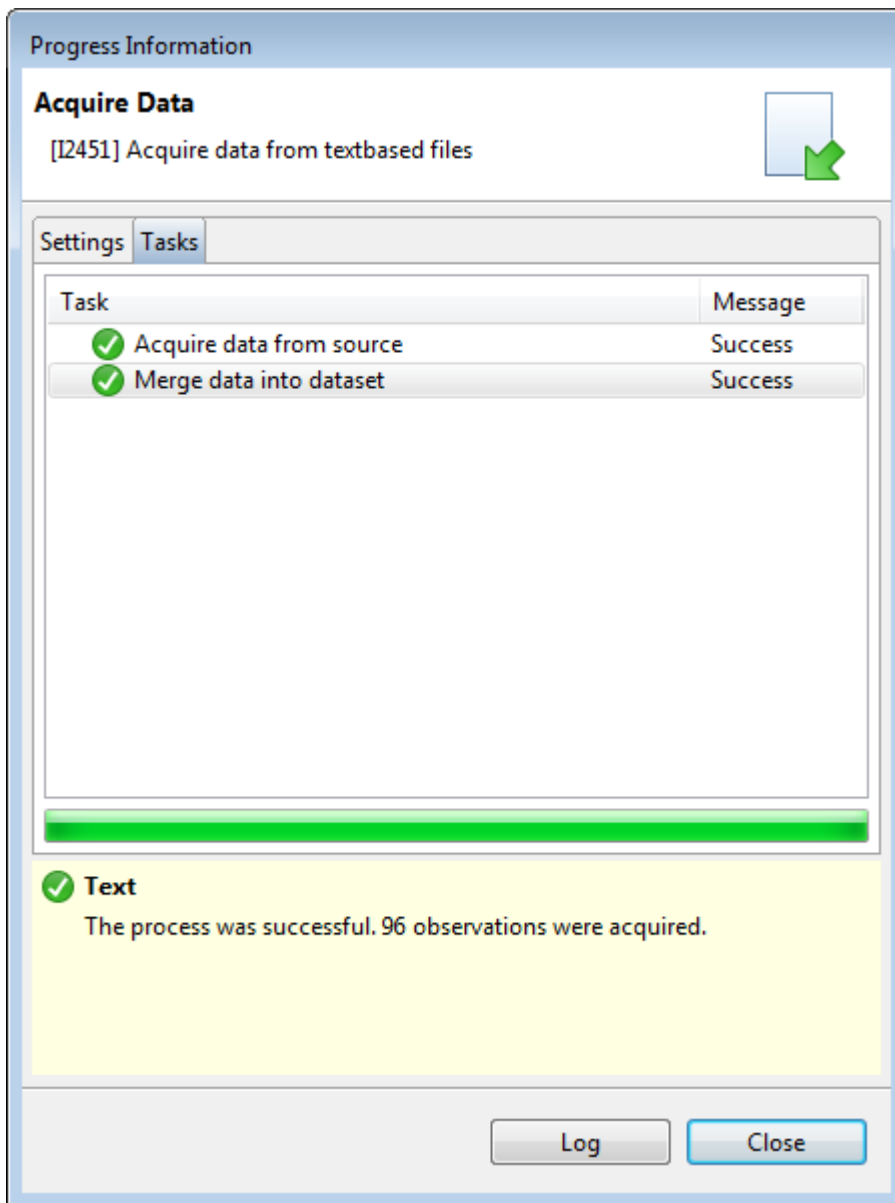 Progress Information
Acquire Data
[I2451] Acquire data from textbased files
Settings Tasks
Task Message
Acquire data from source Success
Merge data into dataset Success
Text
The process was successful. 96 observations were acquired.
Log Close